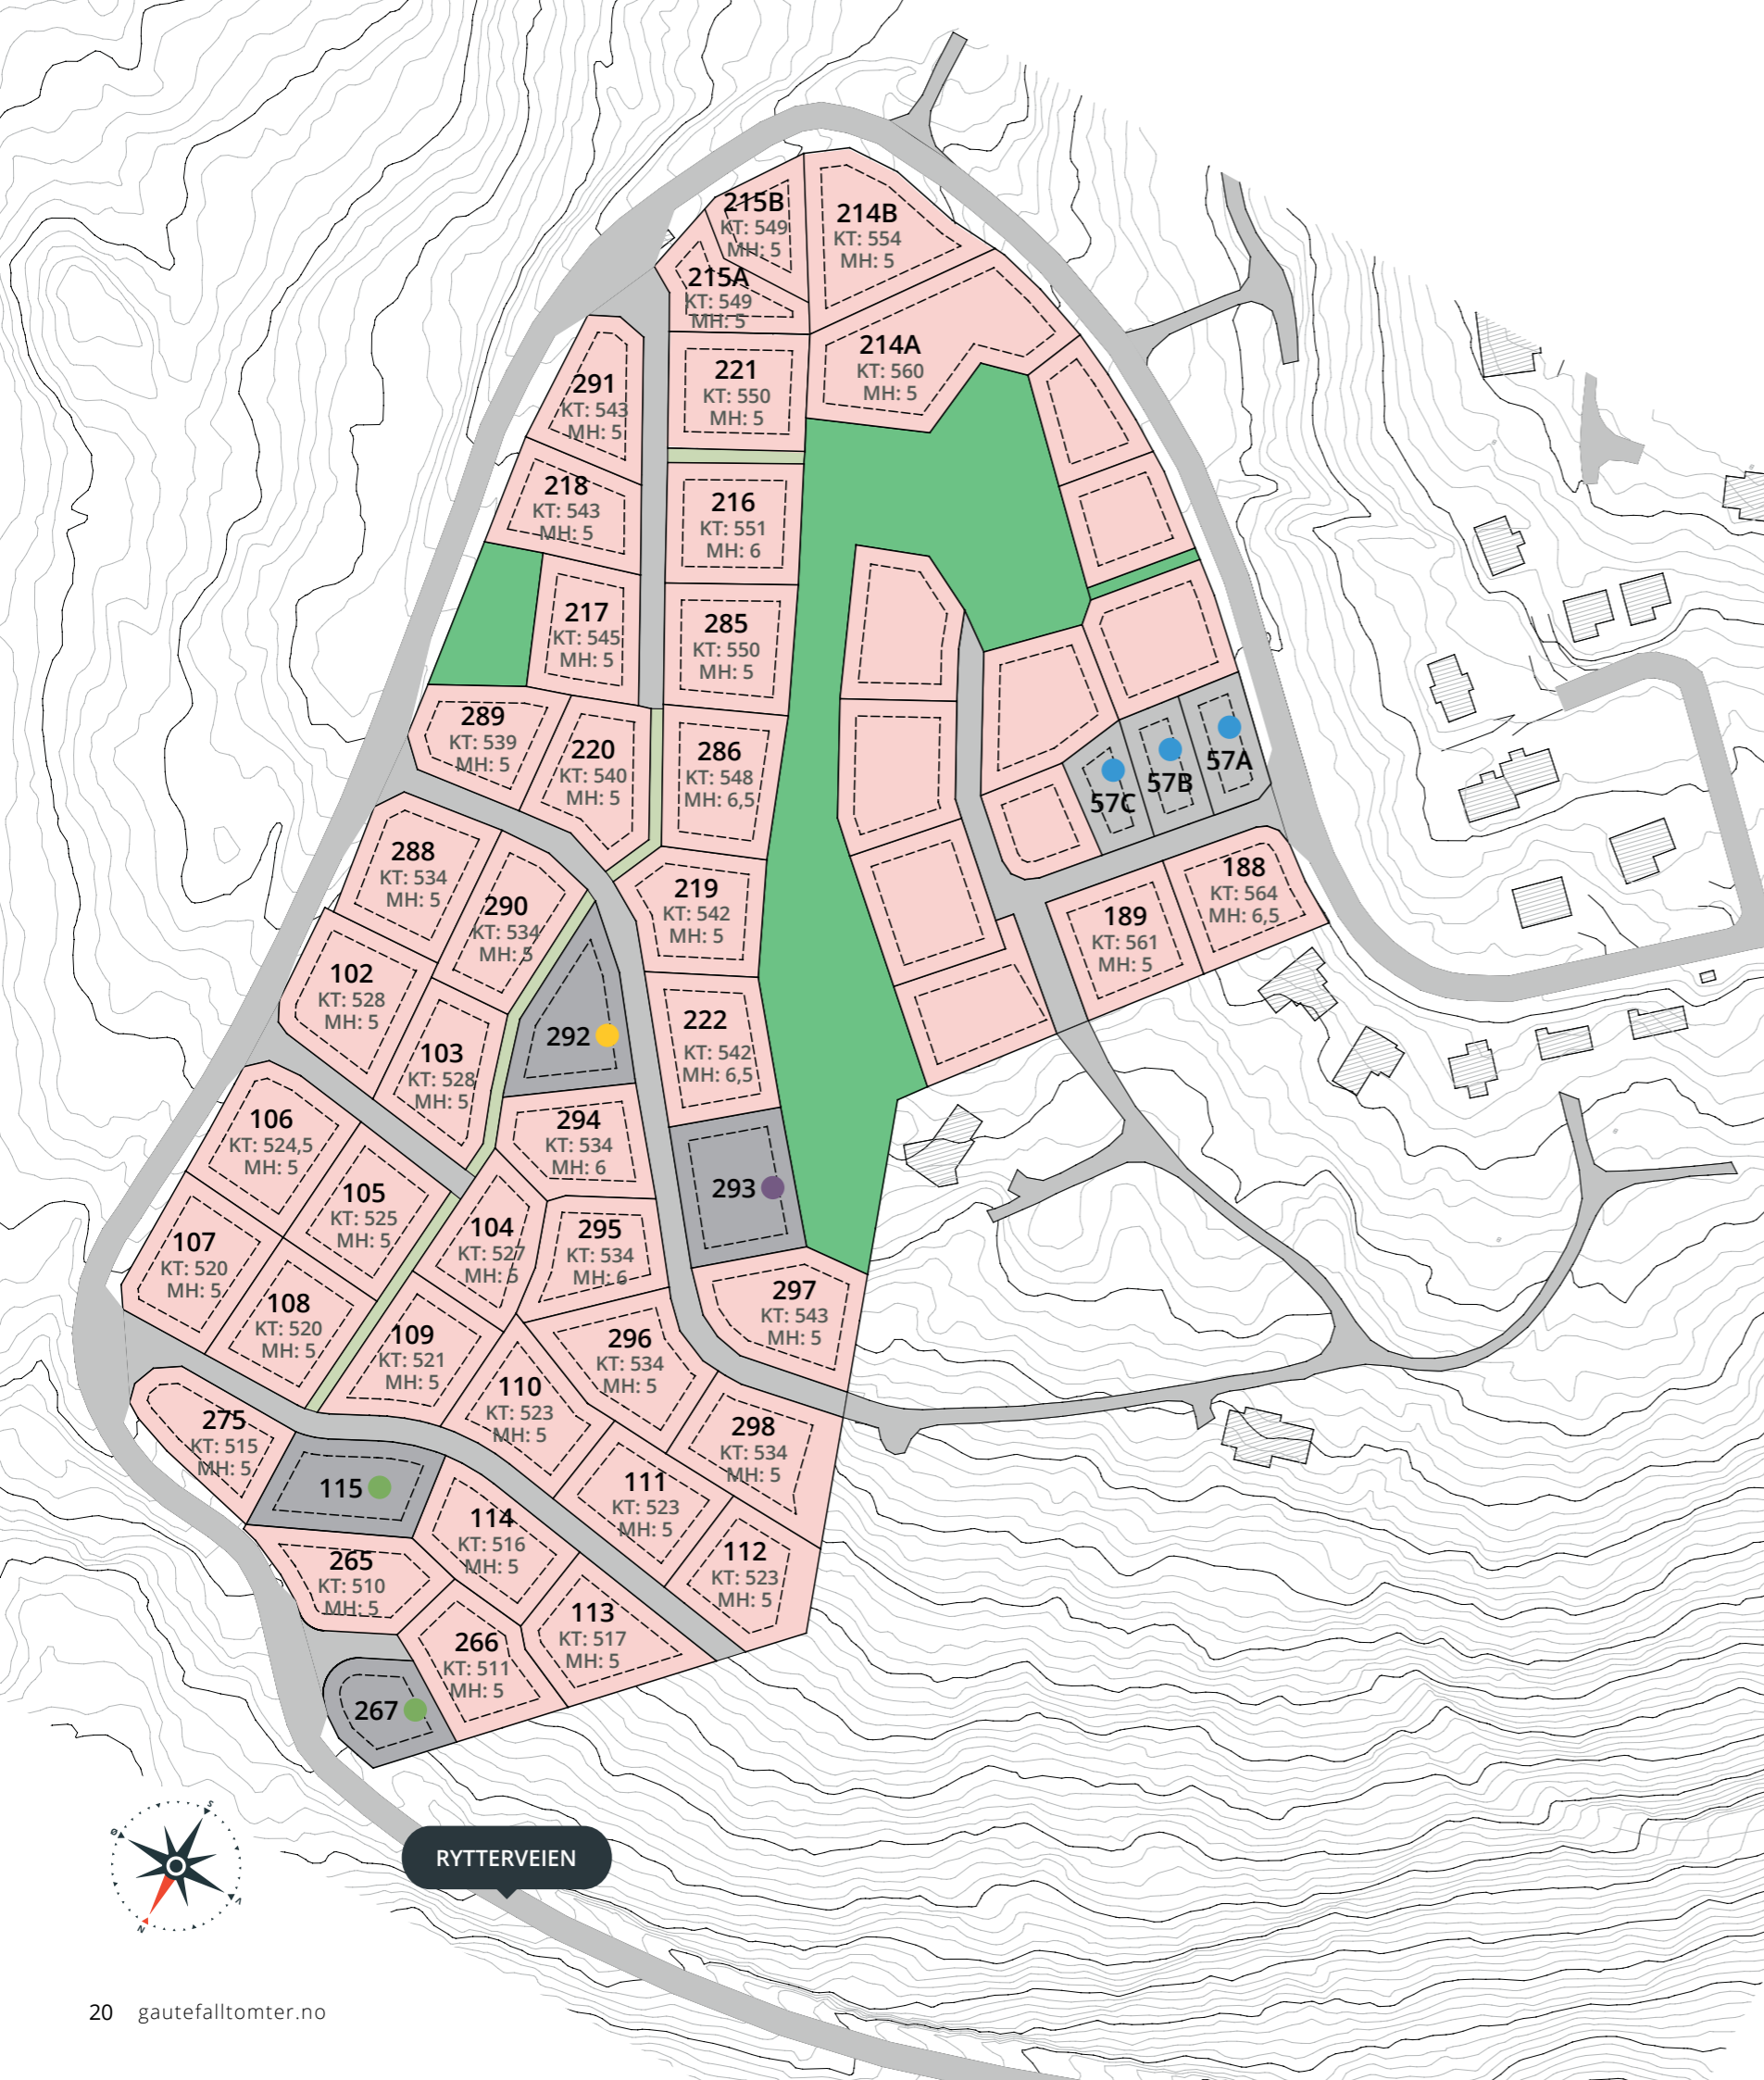 215B
KT: 549
MH: 5
214B
KT: 554
MH: 5
215A
KT: 549
MH: 5
214A
KT: 560
MH: 5
291
KT: 543
MH: 5
221
KT: 550
MH: 5
218
KT: 543
MH: 5
216
KT: 551
MH: 6
217
KT: 545
MH: 5
285
KT: 550
MH: 5
289
KT: 539
MH: 5
220
KT: 540
MH: 5
286
KT: 548
MH: 6,5
57A
57B
57C
288
KT: 534
MH: 5
290
KT: 534
MH: 5
219
KT: 542
MH: 5
188
KT: 564
MH: 6,5
189
KT: 561
MH: 5
102
KT: 528
MH: 5
292
222
KT: 542
MH: 6,5
103
KT: 528
MH: 5
106
KT: 524,5
MH: 5
294
KT: 534
MH: 6
293
105
KT: 525
MH: 5
104
KT: 527
MH: 5
295
KT: 534
MH: 6
107
KT: 520
MH: 5
297
KT: 543
MH: 5
108
KT: 520
MH: 5
109
KT: 521
MH: 5
296
KT: 534
MH: 5
110
KT: 523
MH: 5
275
KT: 515
MH: 5
298
KT: 534
MH: 5
115
111
KT: 523
MH: 5
114
KT: 516
MH: 5
112
KT: 523
MH: 5
265
KT: 510
MH: 5
113
KT: 517
MH: 5
266
KT: 511
MH: 5
267
S
Ø
V
N
RYTTERVEIEN
20 gautefalltomter.no